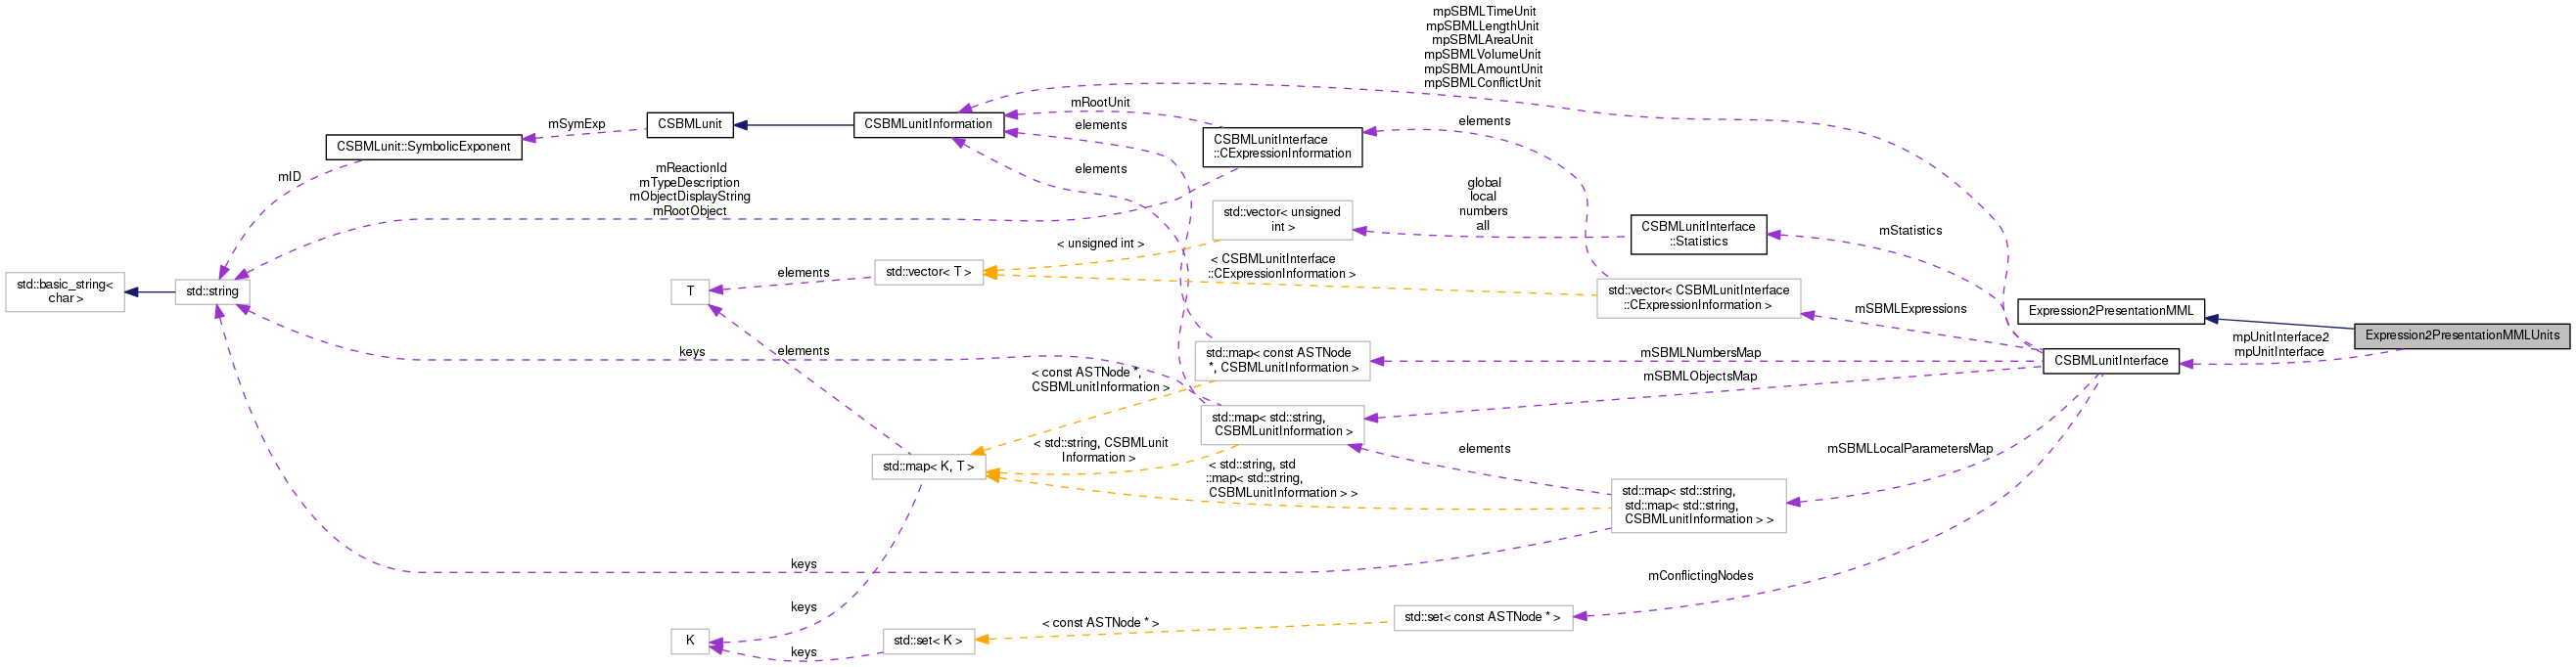 mpSBMLTimeUnit
mpSBMLLengthUnit
mpSBMLAreaUnit
mpSBMLVolumeUnit
mpSBMLAmountUnit
mpSBMLConflictUnit
mRootUnit
elements
elements
CSBMLunitInformation
CSBMLunit
mSymExp
CSBMLunit::SymbolicExponent
mID
mReactionId
mTypeDescription
mObjectDisplayString
mRootObject
CSBMLunitInterface
::CExpressionInformation
elements
global
local
numbers
all
std::vector< unsigned
int >
CSBMLunitInterface
::Statistics
mStatistics
< unsigned int >
< CSBMLunitInterface
::CExpressionInformation >
std::basic_string<
char >
std::string
T
elements
std::vector< T >
std::vector< CSBMLunitInterface
::CExpressionInformation >
mSBMLExpressions
Expression2PresentationMML
Expression2PresentationMMLUnits
mpUnitInterface2
mpUnitInterface
CSBMLunitInterface
keys
elements
std::map< const ASTNode
*, CSBMLunitInformation >
mSBMLNumbersMap
mSBMLObjectsMap
< const ASTNode *,
CSBMLunitInformation >
std::map< std::string,
CSBMLunitInformation >
< std::string, CSBMLunit
Information >
std::map< K, T >
elements
mSBMLLocalParametersMap
< std::string, std
::map< std::string,
CSBMLunitInformation > >
std::map< std::string,
std::map< std::string,
CSBMLunitInformation > >
keys
mConflictingNodes
keys
K
std::set< K >
< const ASTNode * >
std::set< const ASTNode * >
keys